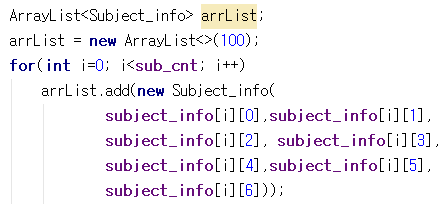 ArrayList<Subject_info> arrList;
arrList = new ArrayList<>(100);
for(int i=0; i<sub_cnt; i++)
arrList.add(new Subject_info(
subject_info[i][0],subject_info[i][1],
subject_info[i][2], subject_info[i][3],
subject_info[i][4],subject_info[i][5],
subject_info[i][6]));